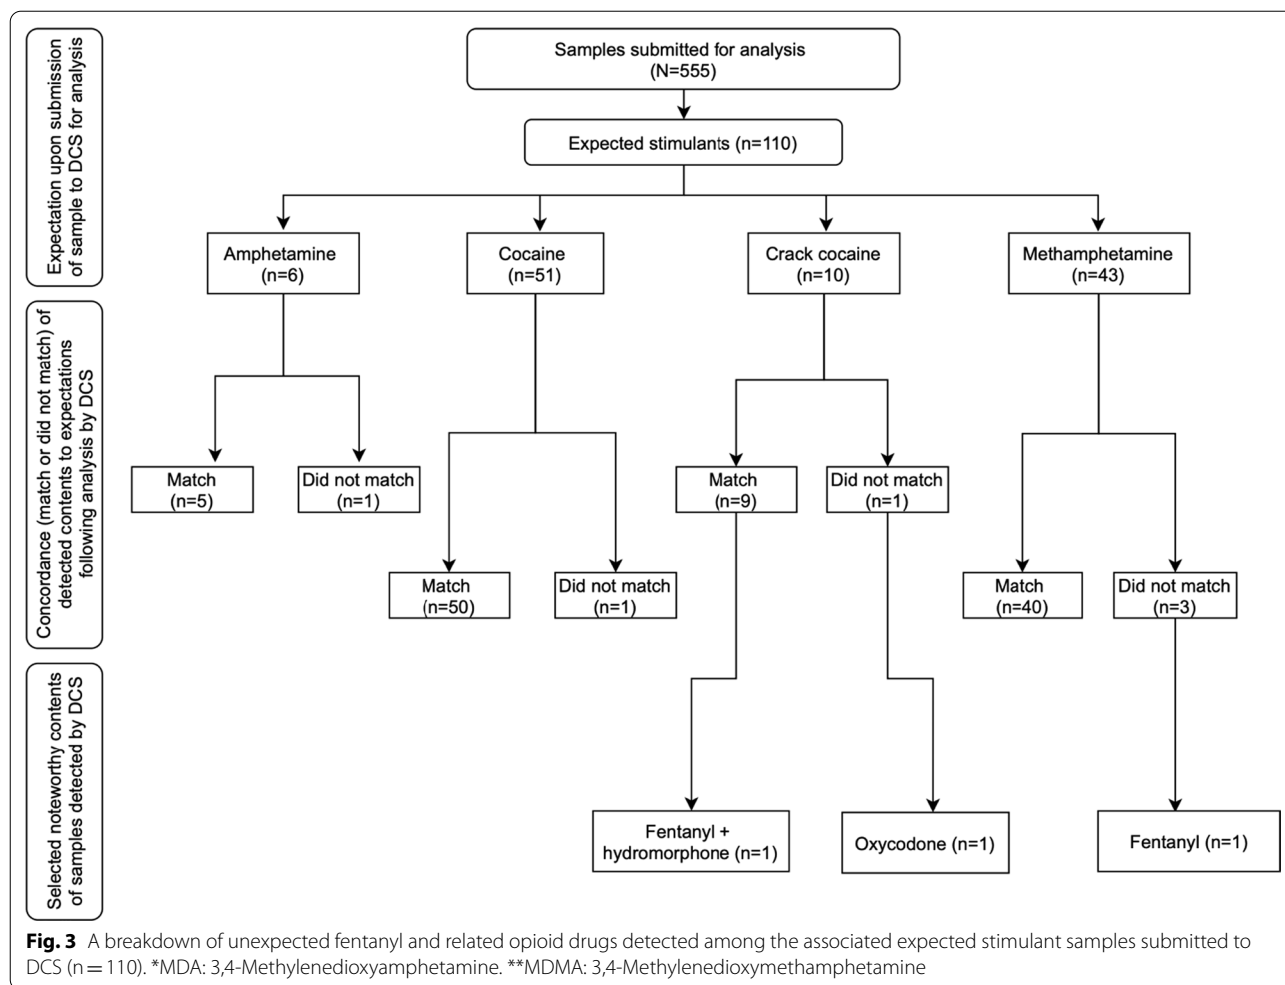 Expectation upon submission
of sample to DCS for analysis
Samples submitted for analysis
(N=555)
Expected stimulants (n=110)
Amphetamine
(n=6)
Cocaine
(n=51)
Crack cocaine
(n=10)
Methamphetamine
(n=43)
Concordance (match or did not match) of
detected contents to expectations
following analysis by DCS
Match
(n=5)
Did not match
(n=1)
Match
(n=50)
Did not match
(n=1)
Match
(n=9)
Did not match
(n=1)
Match
(n=40)
Did not match
(n=3)
Selected noteworthy contents
of samples detected by DCS
Fentanyl +
hydromorphone (n=1)
Oxycodone (n=1)
Fentanyl (n=1)
Fig. 3 A breakdown of unexpected fentanyl and related opioid drugs detected among the associated expected stimulant samples submitted to
DCS (n = 110). *MDA: 3,4-Methylenedioxyamphetamine. **MDMA: 3,4-Methylenedioxymethamphetamine